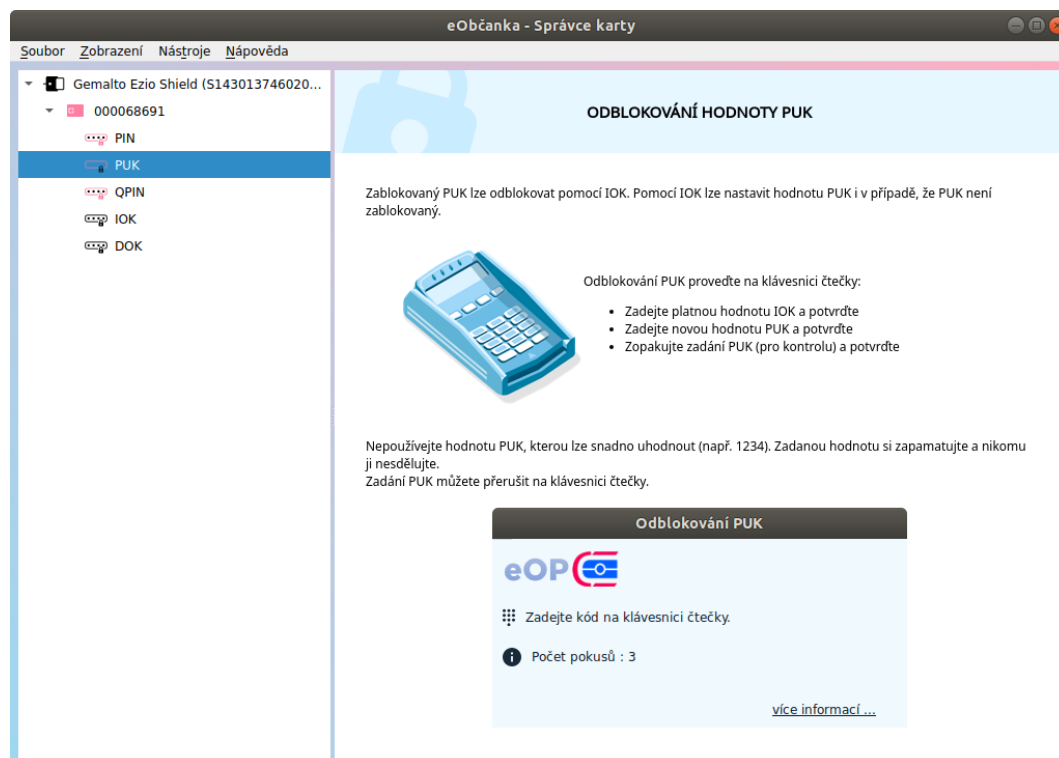 eObčanka - Správce karty
Soubor Zobrazení Nástroje Nápověda
Gemalto Ezio Shield (S143013746020...
000068691
PIN
PUK
QPIN
IOK
DOK
ODBLOKOVÁNÍ HODNOTY PUK
Zablokovaný PUK lze odblokovat pomocí IOK. Pomocí IOK lze nastavit hodnotu PUK i v případě, že PUK není
zablokovaný.
Odblokování PUK proveďte na klávesnici čtečky:
• Zadejte platnou hodnotu IOK a potvrďte
• Zadejte novou hodnotu PUK a potvrďte
• Zopakujte zadání PUK (pro kontrolu) a potvrďte
Nepoužívejte hodnotu PUK, kterou lze snadno uhodnout (např. 1234). Zadanou hodnotu si zapamatujte a nikomu
ji nesdělujte.
Zadání PUK můžete přerušit na klávesnici čtečky.
Odblokování PUK
eOP
Zadejte kód na klávesnici čtečky.
Počet pokusů : 3
více informací ...